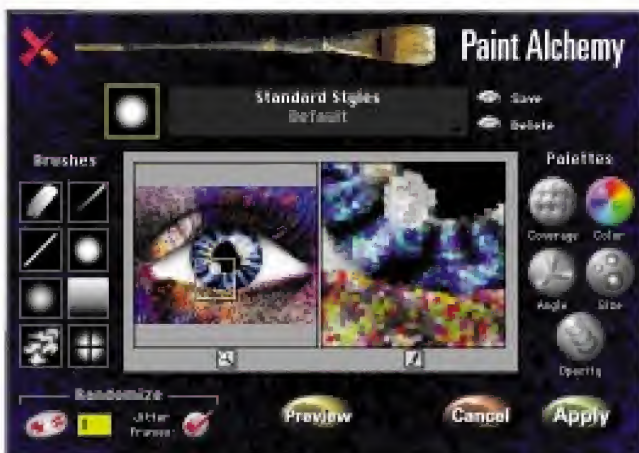 Paint Alchemy
Standard Styles
Default
Save
Delete
Brushes
Palettes
Coverage Color
Angle Size
Opacity
Randomize
Jitter
Frames:
Preview
Cancel
Apply